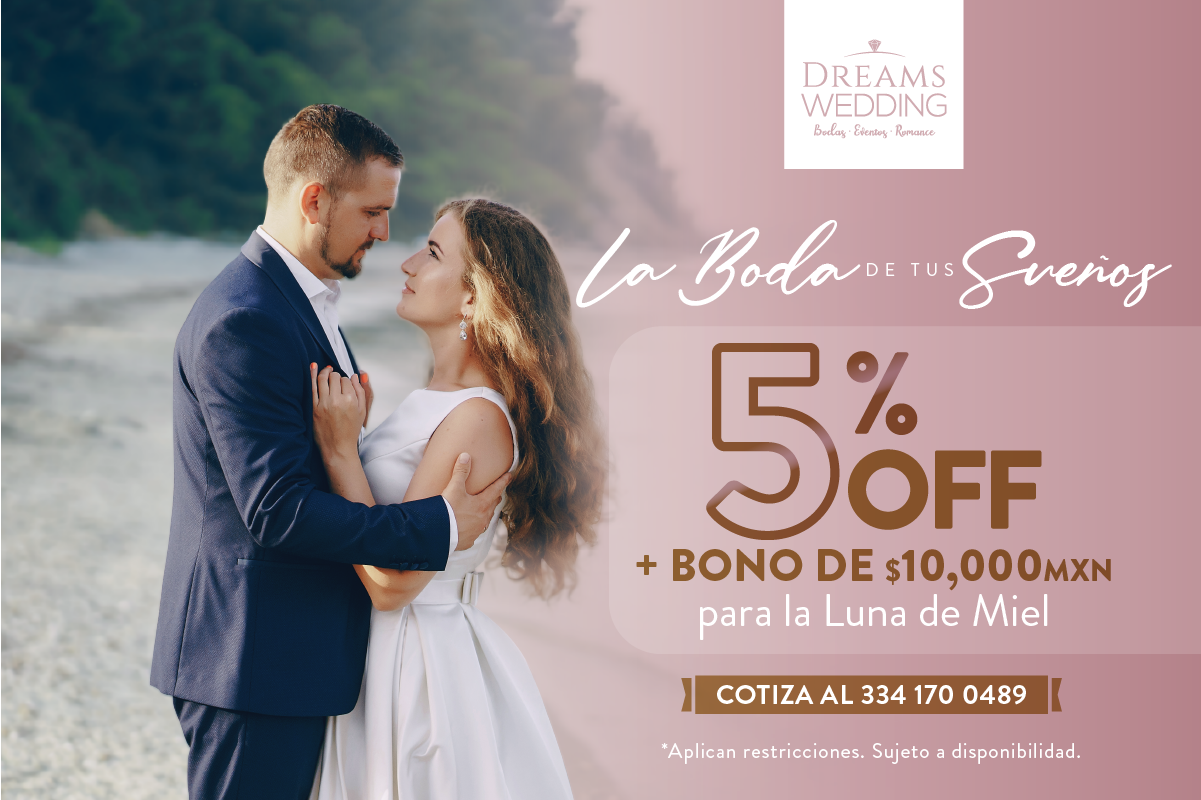 DREAMS
WEDDING
Bodas · Eventos · Romance
La Boda DE TUS Sueños
5%
OFF
+ BONO DE $10,000MXN
para la Luna de Miel
COTIZA AL 334 170 0489
*Aplican restricciones. Sujeto a disponibilidad.